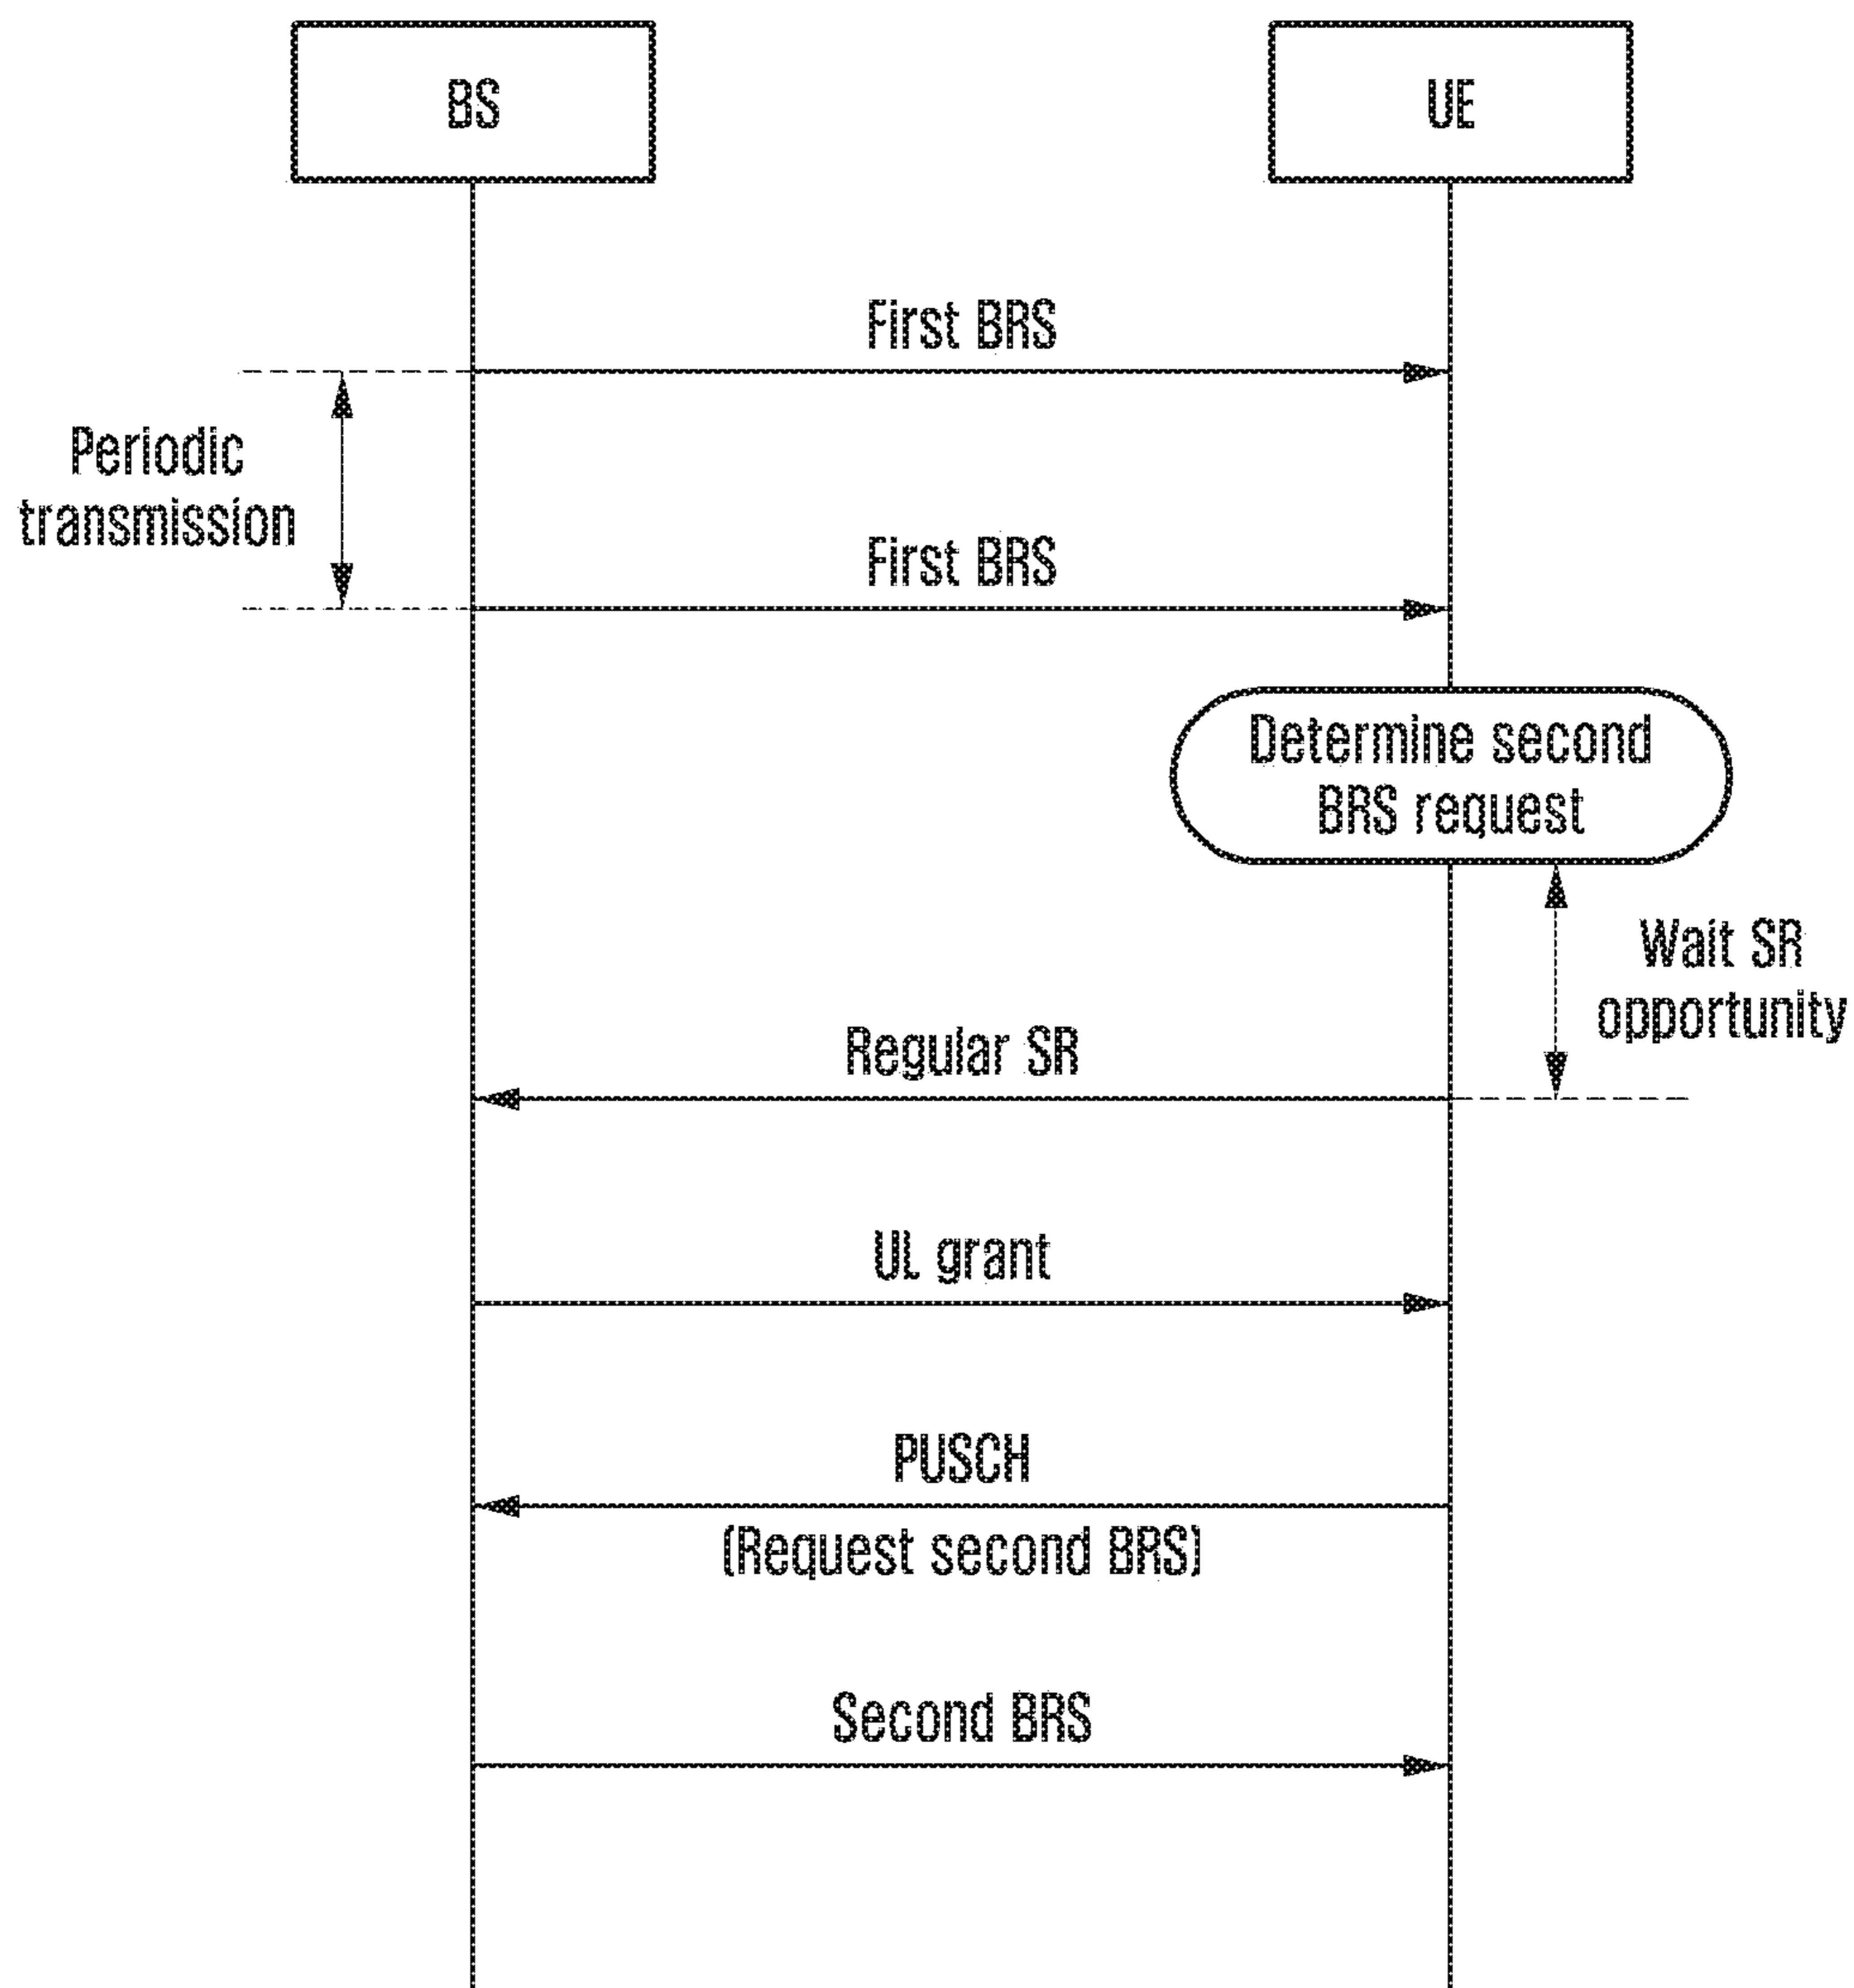 BS
UE
First BRS
Periodic
transmission
First BRS
Determine second
BRS request
Wait SR
opportunity
Regular SR
UL grant
PUSCH
(Request second BRS)
Second BRS